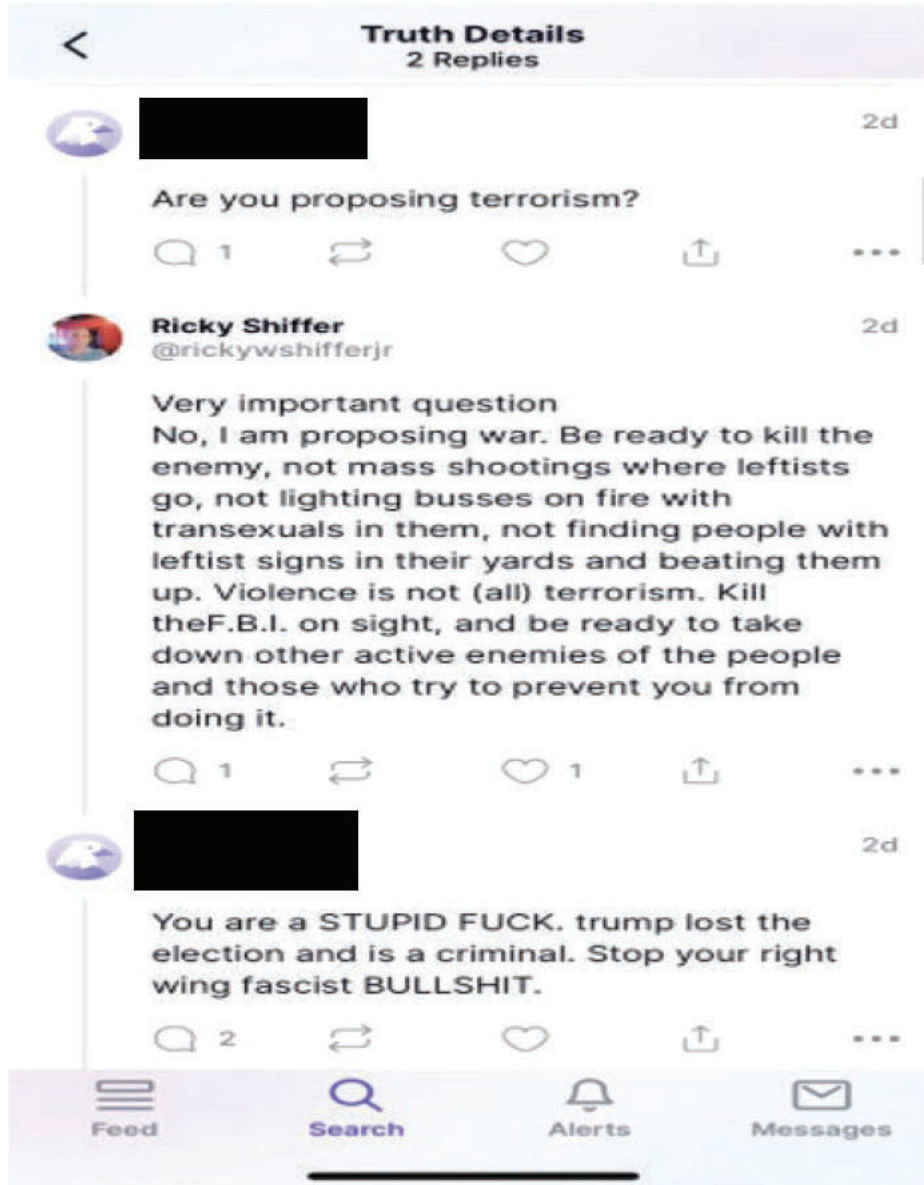 Truth Details
2 Replies
2d
Are you proposing terrorism?
1
Ricky Shiffer
2d
@rickywshifferjr
Very important question
No, I am proposing war. Be ready to kill the
enemy, not mass shootings where leftists
go, not lighting busses on fire with
transexuals in them, not finding people with
leftist signs in their yards and beating them
up. Violence is not (all) terrorism. Kill
theF.B.I. on sight, and be ready to take
down other active enemies of the people
and those who try to prevent you from
doing it.
1 1
2d
You are a STUPID FUCK. trump lost the
election and is a criminal. Stop your right
wing fascist BULLSHIT.
2
Feed Search Alerts Messages